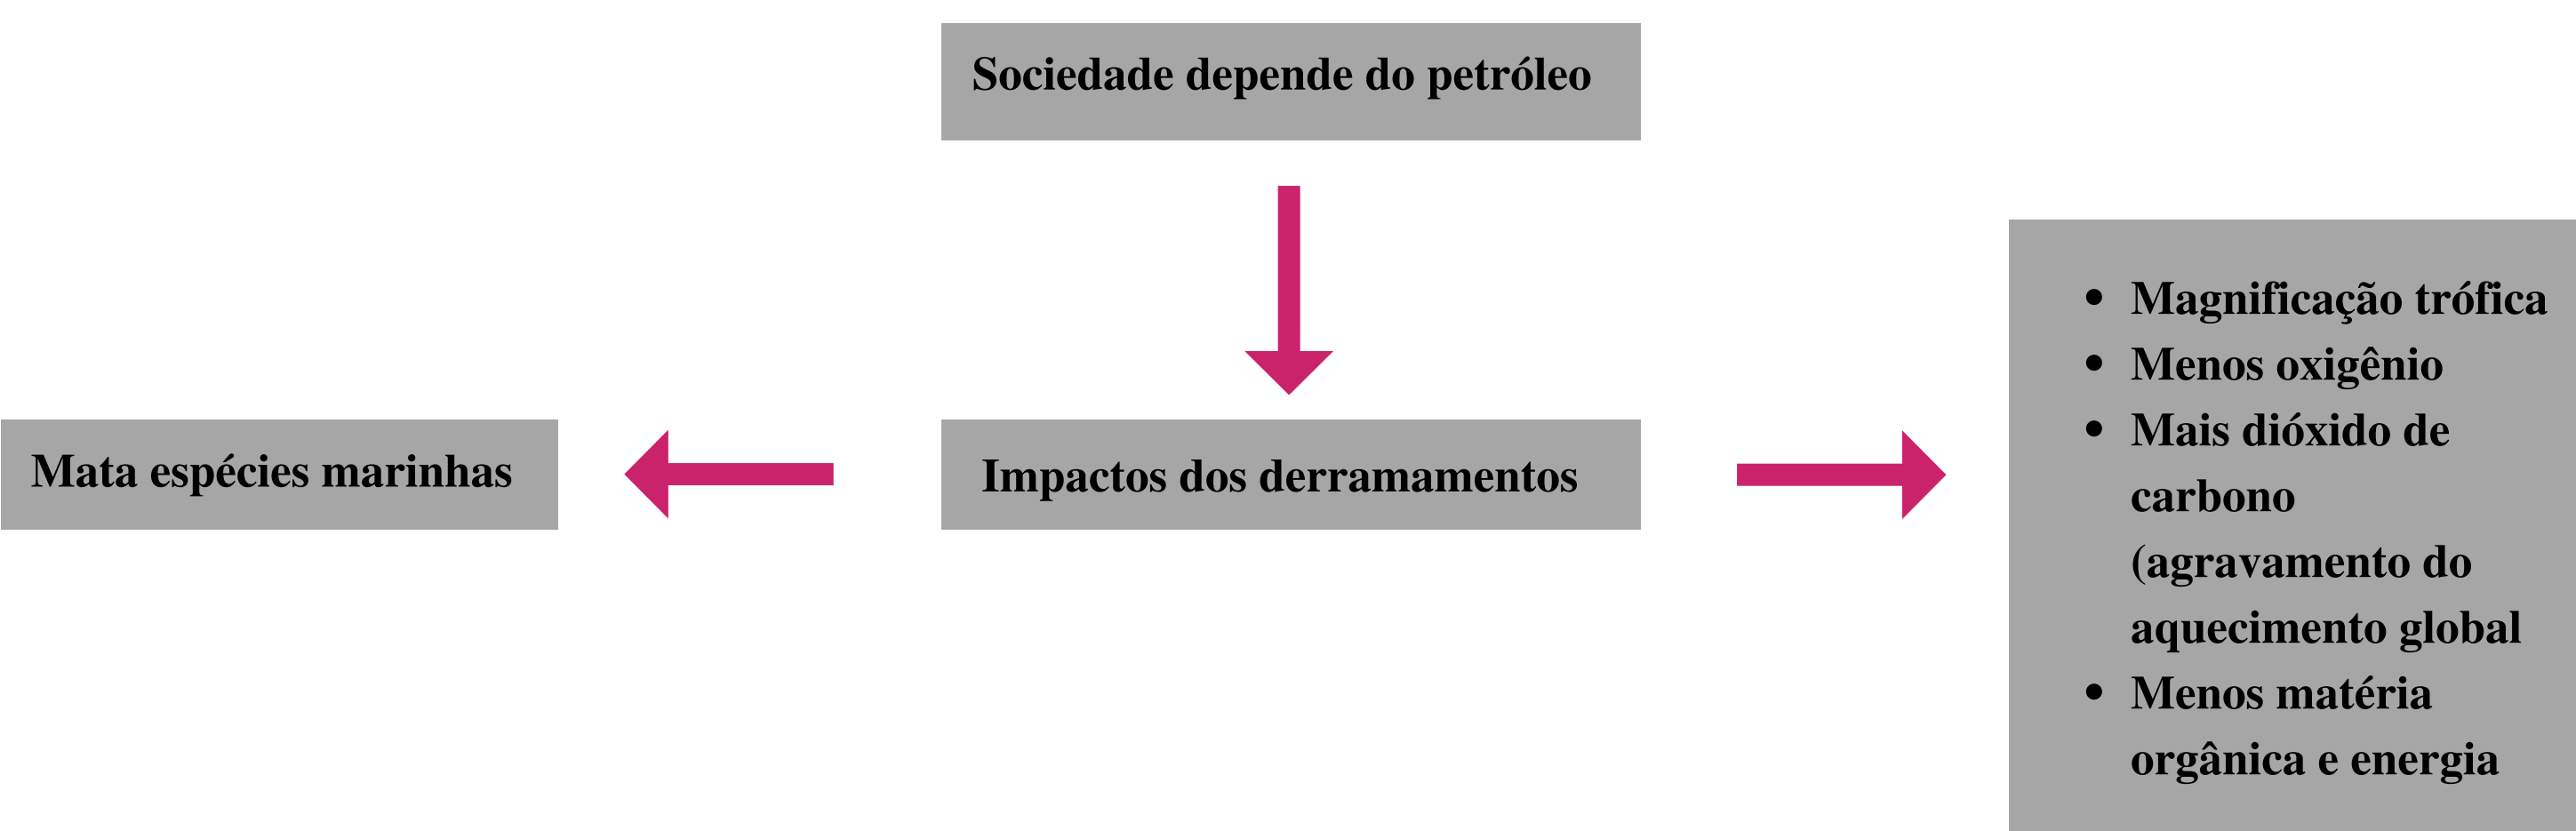 Sociedade depende do petróleo
Mata espécies marinhas
Impactos dos derramamentos
• Magnificação trófica
• Menos oxigênio
• Mais dióxido de
carbono
(agravamento do
aquecimento global
• Menos matéria
orgânica e energia